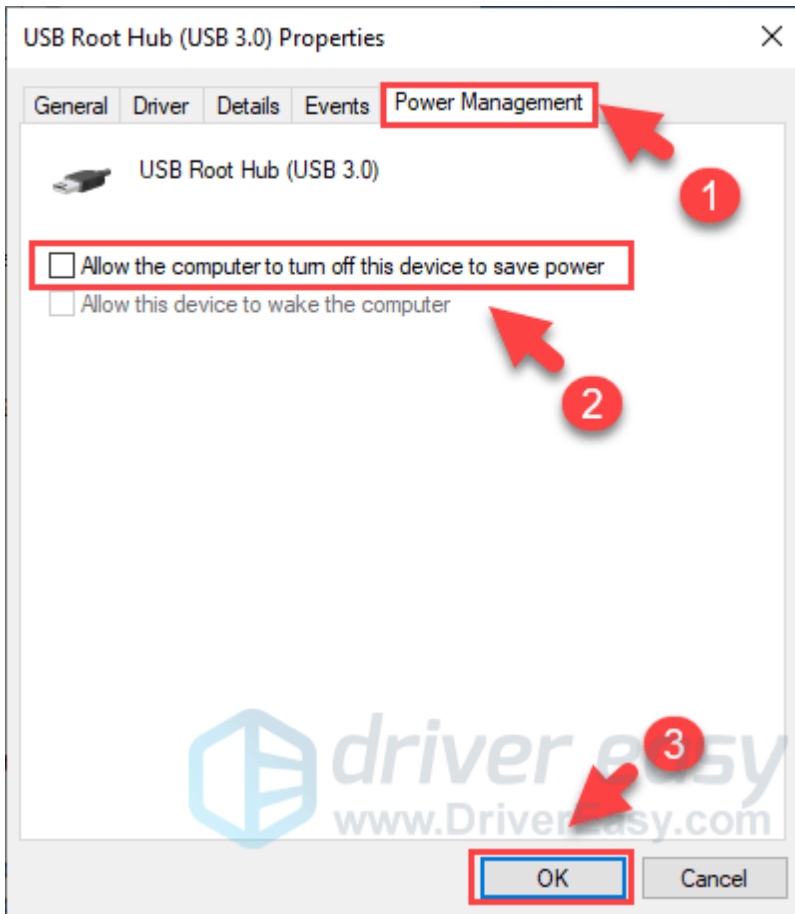 USB Root Hub (USB 3.0) Properties
General Driver Details Events Power Management
USB Root Hub (USB 3.0)
1
Allow the computer to turn off this device to save power
Allow this device to wake the computer
2
3
driver easy
www.DriverEasy.com
OK Cancel